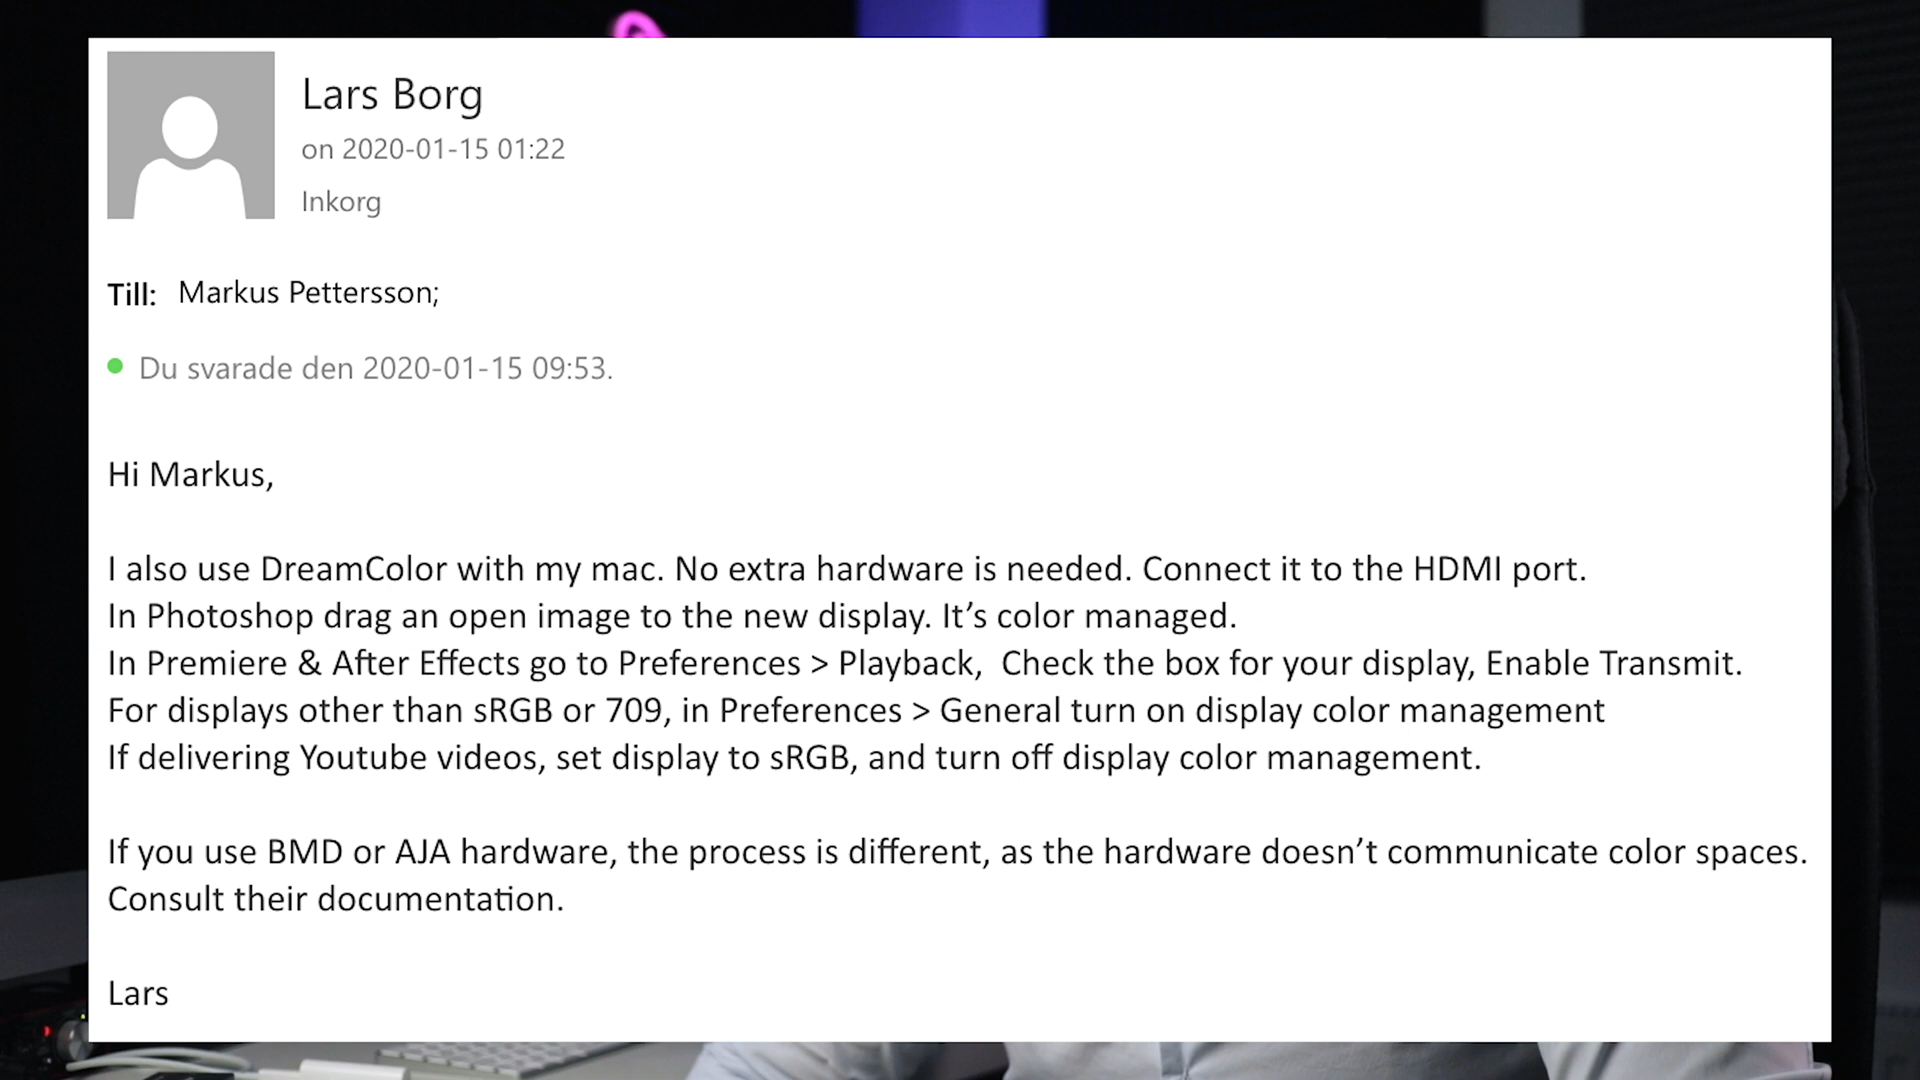 Lars Borg
on 2020-01-15 01:22
Inkorg
Till: Markus Pettersson;
Du svarade den 2020-01-15 09:53.
Hi Markus,
I also use DreamColor with my mac. No extra hardware is needed. Connect it to the HDMI port.
In Photoshop drag an open image to the new display. It’s color managed.
In Premiere & After Effects go to Preferences > Playback,  Check the box for your display, Enable Transmit.
For displays other than sRGB or 709, in Preferences > General turn on display color management
If delivering Youtube videos, set display to sRGB, and turn off display color management.
If you use BMD or AJA hardware, the process is different, as the hardware doesn’t communicate color spaces.
Consult their documentation.
Lars